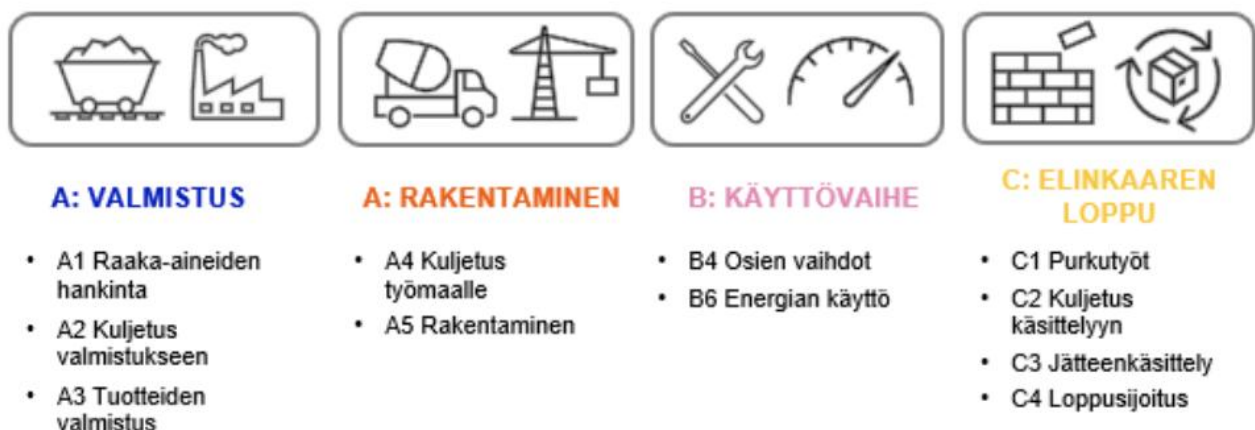 A: VALMISTUS
• A1 Raaka-aineiden
hankinta
• A2 Kuljetus
valmistukseen
• A3 Tuotteiden
valmistus
A: RAKENTAMINEN
• A4 Kuljetus
työmaalle
• A5 Rakentaminen
B: KÄYTTÖVAIHE
• B4 Osien vaihdot
• B6 Energian käyttö
C: ELINKAAREN
LOPPU
• C1 Purkutyöt
• C2 Kuljetus
käsittelyyn
• C3 Jätteenkäsittely
• C4 Loppusijoitus